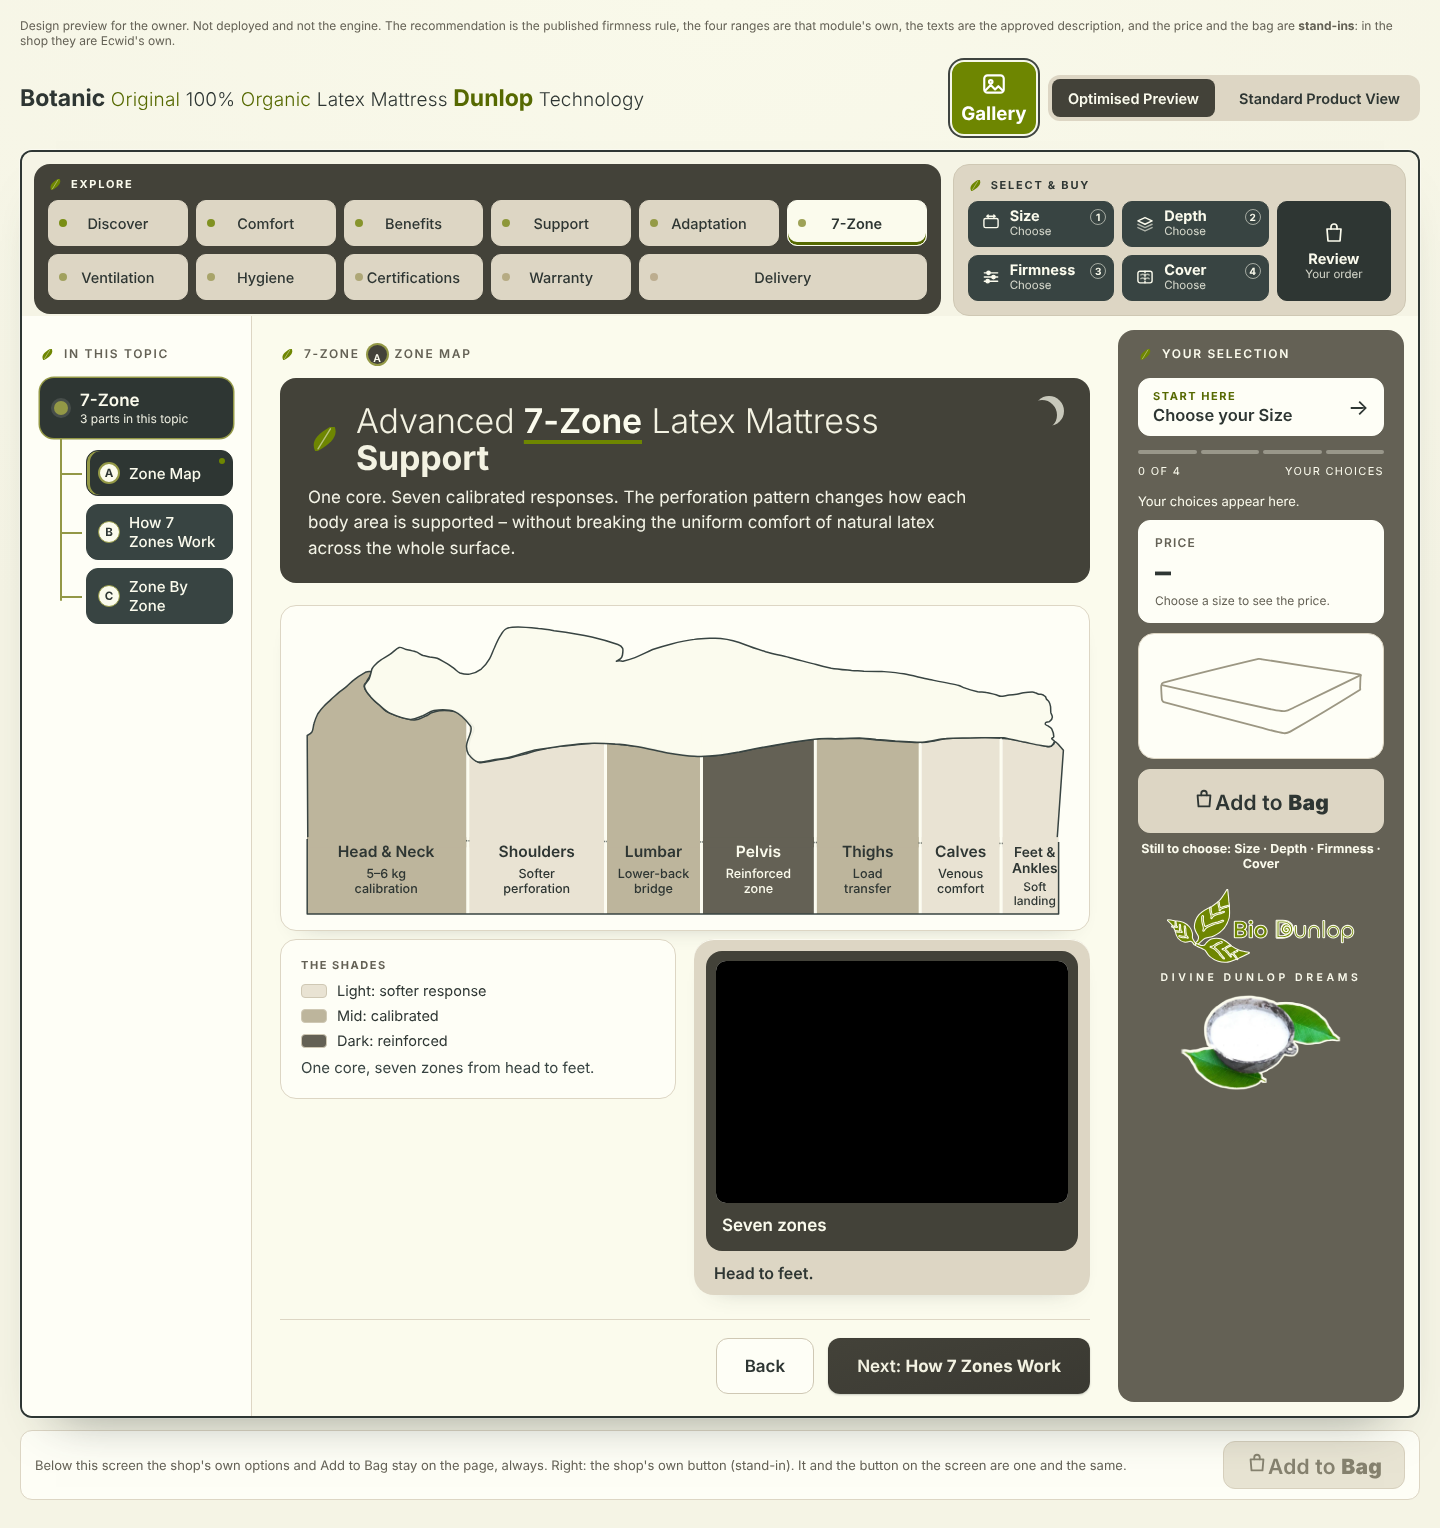 Design preview for the owner. Not deployed and not the engine. The recommendation is the published firmness rule, the four ranges are that module's own, the texts are the approved description, and the price and the bag are stand-ins: in the
shop they are Ecwid's own.
Botanic Original 100% Organic Latex Mattress Dunlop Technology
Gallery
Optimised Preview
Standard Product View
EXPLORE
Discover
Comfort
Benefits
Support
Adaptation
7-Zone
Ventilation
Hygiene
Certifications
Warranty
Delivery
SELECT & BUY
Size
Choose
1
Depth
Choose
2
Firmness
Choose
3
Cover
Choose
4
Review
Your order
IN THIS TOPIC
7-Zone
3 parts in this topic
A
Zone Map
B
How 7
Zones Work
C
Zone By
Zone
7-ZONE A ZONE MAP
Advanced 7-Zone Latex Mattress
Support
One core. Seven calibrated responses. The perforation pattern changes how each
body area is supported – without breaking the uniform comfort of natural latex
across the whole surface.
Head & Neck
5–6 kg
calibration
Shoulders
Softer
perforation
Lumbar
Lower-back
bridge
Pelvis
Reinforced
zone
Thighs
Load
transfer
Calves
Venous
comfort
Feet &
Ankles
Soft
landing
THE SHADES
Light: softer response
Mid: calibrated
Dark: reinforced
One core, seven zones from head to feet.
Seven zones
Head to feet.
Back
Next: How 7 Zones Work
YOUR SELECTION
START HERE
Choose your Size
0 OF 4
YOUR CHOICES
Your choices appear here.
PRICE
–
Choose a size to see the price.
Add to Bag
Still to choose: Size · Depth · Firmness ·
Cover
Bio Dunlop
DIVINE DUNLOP DREAMS
Below this screen the shop's own options and Add to Bag stay on the page, always. Right: the shop's own button (stand-in). It and the button on the screen are one and the same.
Add to Bag